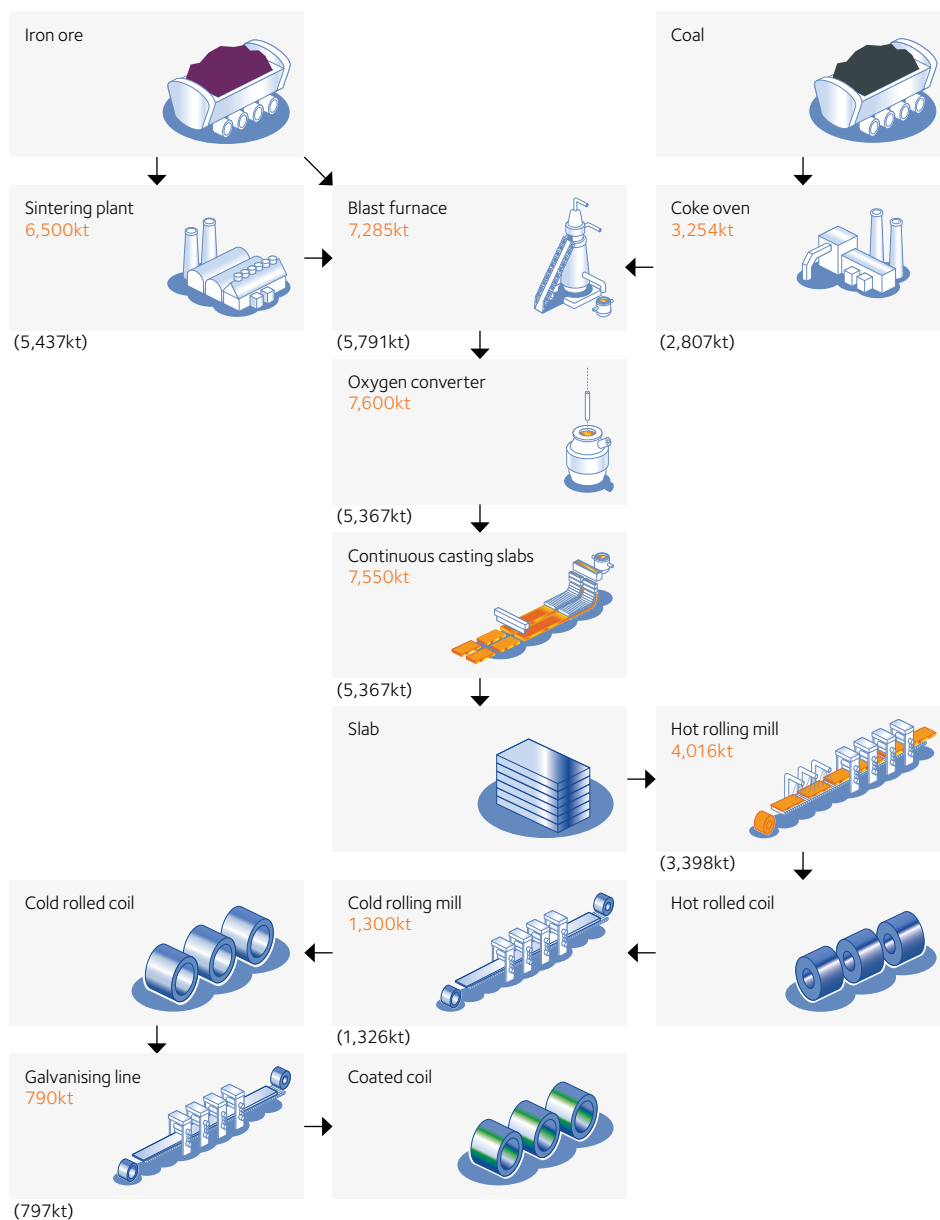 Iron ore
Coal
Sintering plant
6,500kt
Blast furnace
7,285kt
Coke oven
3,254kt
(5,437kt)
(5,791kt)
(2,807kt)
Oxygen converter
7,600kt
(5,367kt)
Continuous casting slabs
7,550kt
(5,367kt)
Slab
Hot rolling mill
4,016kt
(3,398kt)
Cold rolled coil
Cold rolling mill
1,300kt
Hot rolled coil
(1,326kt)
Galvanising line
790kt
Coated coil
(797kt)